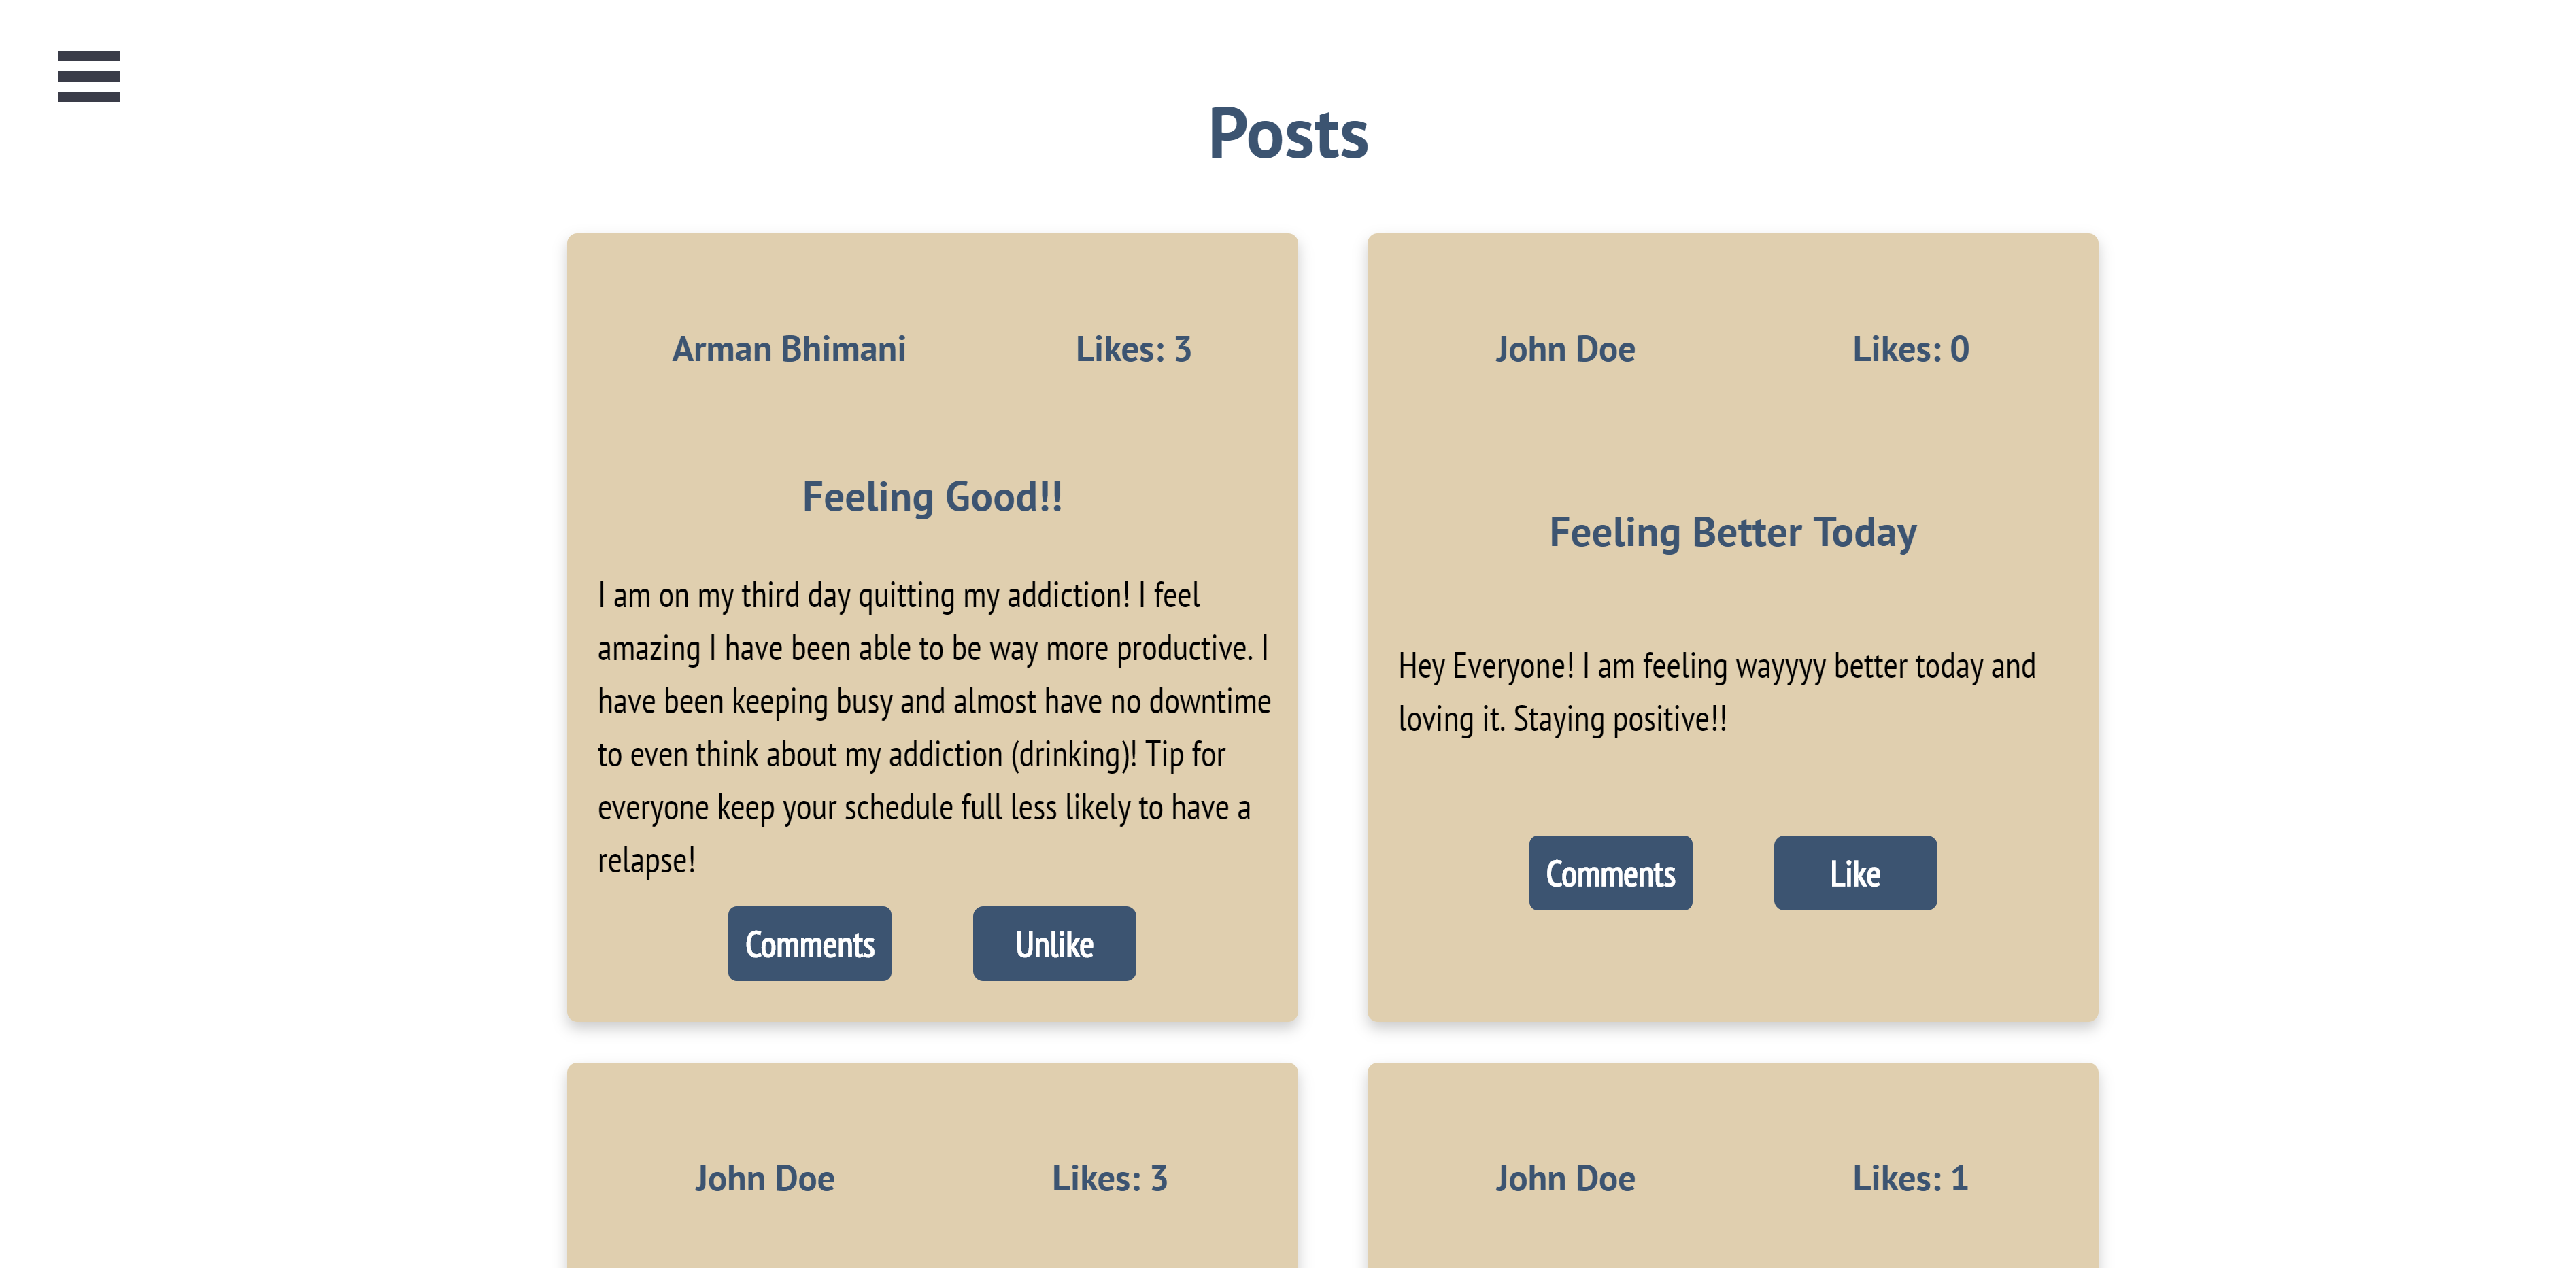 Posts
Arman Bhimani
Likes: 3
Feeling Good!!
I am on my third day quitting my addiction! I feel
amazing I have been able to be way more productive. I
have been keeping busy and almost have no downtime
to even think about my addiction (drinking)! Tip for
everyone keep your schedule full less likely to have a
relapse!
Comments
Unlike
John Doe
Likes: 0
Feeling Better Today
Hey Everyone! I am feeling wayyyy better today and
loving it. Staying positive!!
Comments
Like
John Doe
Likes: 3
John Doe
Likes: 1